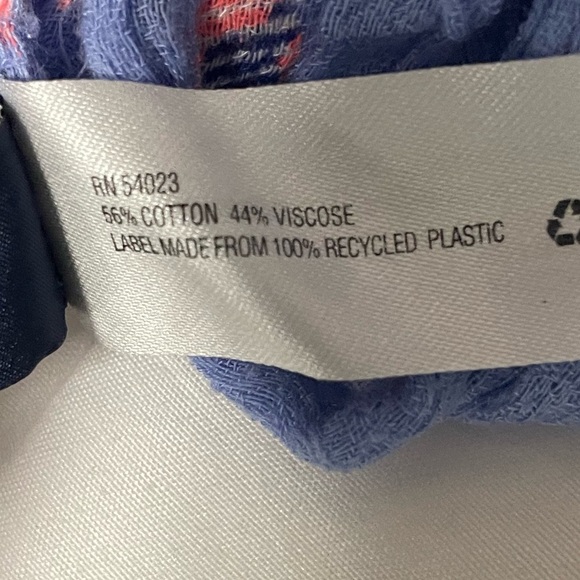 RN 54023
56% COTTON 44% VISCOSE
LABEL MADE FROM 100% RECYCLED PLASTIC